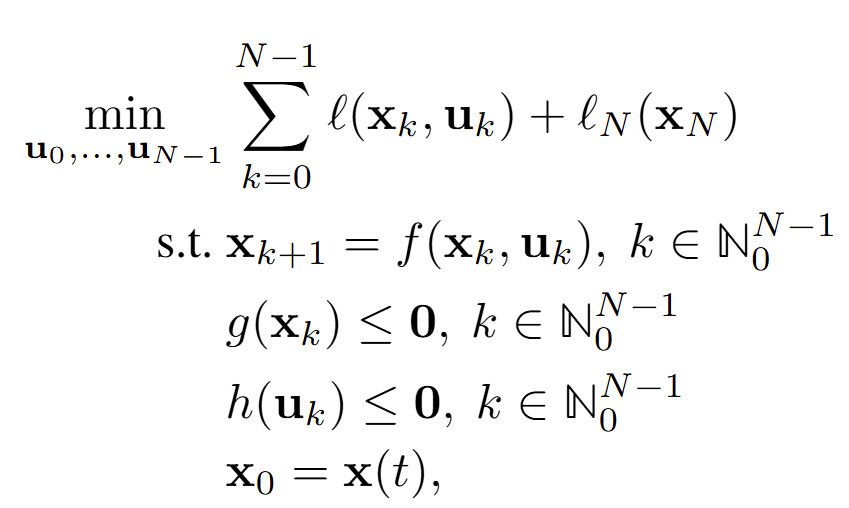 min_{𝐮_0,…,𝐮_{N−1}} ∑_{k=0}^{N−1} ℓ(𝐱_k, 𝐮_k) + ℓ_N(𝐱_N)
s.t. 𝐱_{k+1} = f(𝐱_k, 𝐮_k), k ∈ ℕ_0^{N−1}
g(𝐱_k) ≤ 𝟎, k ∈ ℕ_0^{N−1}
h(𝐮_k) ≤ 𝟎, k ∈ ℕ_0^{N−1}
𝐱_0 = 𝐱(t),